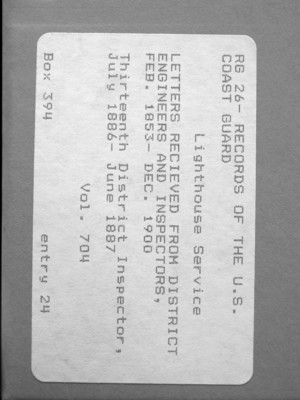 RG 26- RECORDS OF THE U.S.
COAST GUARD
Lighthouse Service
LETTERS RECIEVED FROM DISTRICT
ENGINEERS AND INSPECTORS,
FEB. 1853- DEC. 1900
Thirteenth District Inspector,
July 1886- June 1887
Vol. 704
Box 394 entry 24